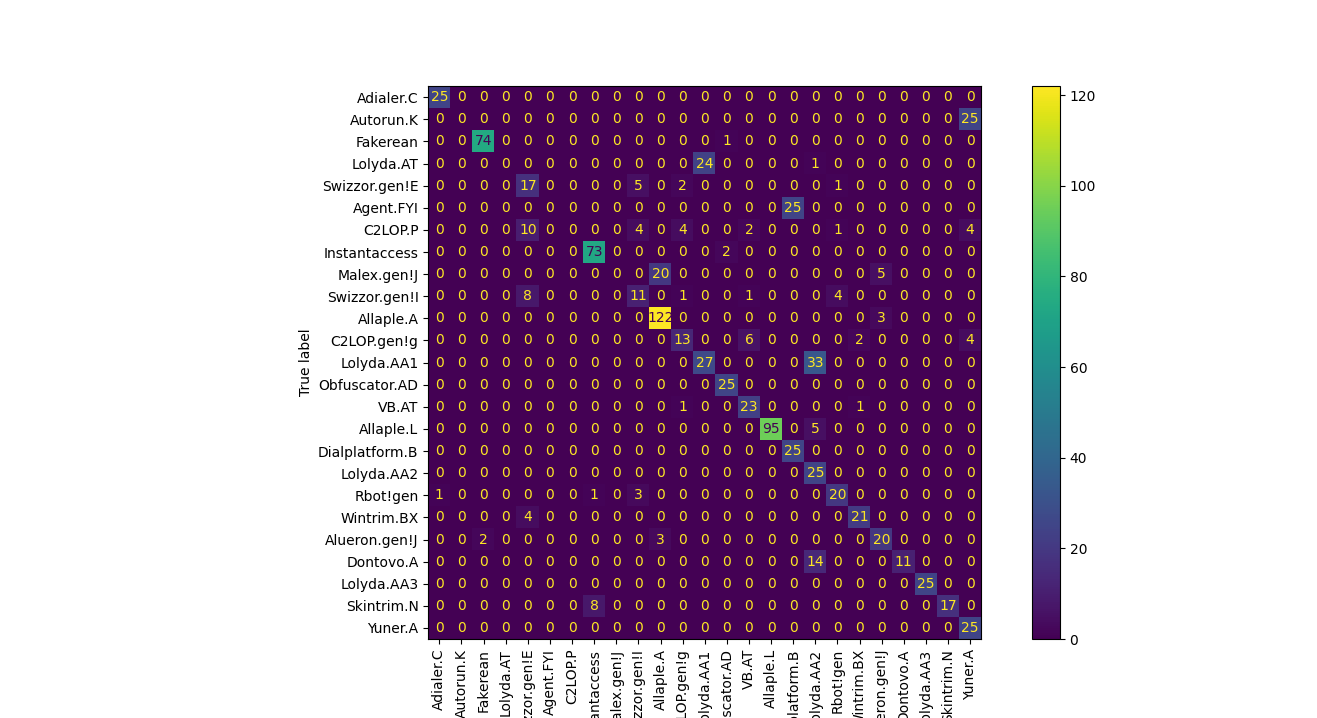 Adialer.C 25 0 0 0 0 0 0 0 0 0 0 0 0 0 0 0 0 0 0 0 0 0 0 0 0
Autorun.K 0 0 0 0 0 0 0 0 0 0 0 0 0 0 0 0 0 0 0 0 0 0 0 0 25
Fakerean 0 0 74 0 0 0 0 0 0 0 0 0 0 1 0 0 0 0 0 0 0 0 0 0 0
Lolyda.AT 0 0 0 0 0 0 0 0 0 0 0 0 24 0 0 0 0 1 0 0 0 0 0 0 0
Swizzor.gen!E 0 0 0 0 17 0 0 0 0 5 0 2 0 0 0 0 0 0 1 0 0 0 0 0 0
Agent.FYI 0 0 0 0 0 0 0 0 0 0 0 0 0 0 0 0 25 0 0 0 0 0 0 0 0
C2LOP.P 0 0 0 0 10 0 0 0 0 4 0 4 0 0 2 0 0 0 1 0 0 0 0 0 4
Instantaccess 0 0 0 0 0 0 0 73 0 0 0 0 0 2 0 0 0 0 0 0 0 0 0 0 0
Malex.gen!J 0 0 0 0 0 0 0 0 0 0 20 0 0 0 0 0 0 0 0 0 5 0 0 0 0
Swizzor.gen!I 0 0 0 0 8 0 0 0 0 11 0 1 0 0 1 0 0 0 4 0 0 0 0 0 0
Allaple.A 0 0 0 0 0 0 0 0 0 0 122 0 0 0 0 0 0 0 0 0 3 0 0 0 0
C2LOP.gen!g 0 0 0 0 0 0 0 0 0 0 0 13 0 0 6 0 0 0 0 2 0 0 0 0 4
Lolyda.AA1 0 0 0 0 0 0 0 0 0 0 0 0 27 0 0 0 0 33 0 0 0 0 0 0 0
Obfuscator.AD 0 0 0 0 0 0 0 0 0 0 0 0 0 25 0 0 0 0 0 0 0 0 0 0 0
VB.AT 0 0 0 0 0 0 0 0 0 0 0 1 0 0 23 0 0 0 0 1 0 0 0 0 0
Allaple.L 0 0 0 0 0 0 0 0 0 0 0 0 0 0 0 95 0 5 0 0 0 0 0 0 0
Dialplatform.B 0 0 0 0 0 0 0 0 0 0 0 0 0 0 0 0 25 0 0 0 0 0 0 0 0
Lolyda.AA2 0 0 0 0 0 0 0 0 0 0 0 0 0 0 0 0 0 25 0 0 0 0 0 0 0
Rbot!gen 1 0 0 0 0 0 0 1 0 3 0 0 0 0 0 0 0 0 20 0 0 0 0 0 0
Wintrim.BX 0 0 0 0 4 0 0 0 0 0 0 0 0 0 0 0 0 0 0 21 0 0 0 0 0
Alueron.gen!J 0 0 2 0 0 0 0 0 0 0 3 0 0 0 0 0 0 0 0 0 20 0 0 0 0
Dontovo.A 0 0 0 0 0 0 0 0 0 0 0 0 0 0 0 0 0 14 0 0 0 11 0 0 0
Lolyda.AA3 0 0 0 0 0 0 0 0 0 0 0 0 0 0 0 0 0 0 0 0 0 0 25 0 0
Skintrim.N 0 0 0 0 0 0 0 8 0 0 0 0 0 0 0 0 0 0 0 0 0 0 0 17 0
Yuner.A 0 0 0 0 0 0 0 0 0 0 0 0 0 0 0 0 0 0 0 0 0 0 0 0 25
True label
Adialer.C
Autorun.K
Fakerean
Lolyda.AT
zzor.gen!E
Agent.FYI
C2LOP.P
antaccess
alex.gen!J
zzor.gen!I
Allaple.A
LOP.gen!g
olyda.AA1
scator.AD
VB.AT
Allaple.L
platform.B
olyda.AA2
Rbot!gen
Wintrim.BX
eron.gen!J
Dontovo.A
olyda.AA3
Skintrim.N
Yuner.A
120
100
80
60
40
20
0